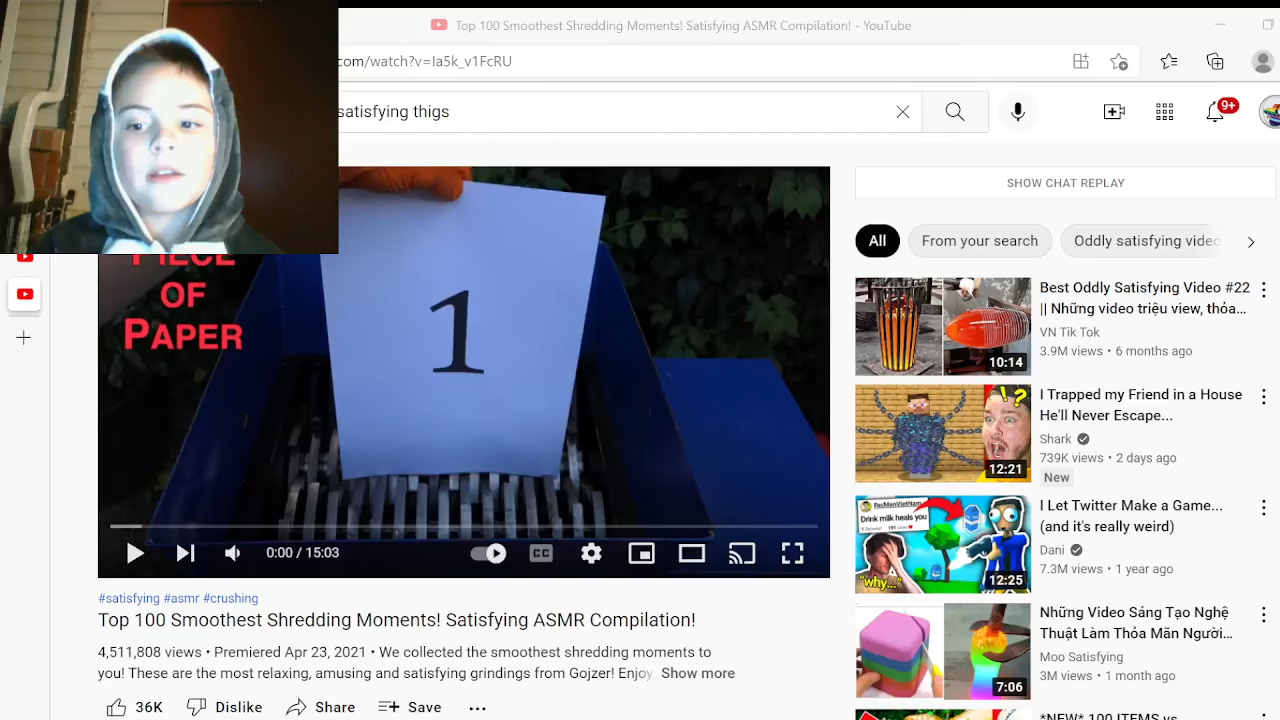 Top 100 Smoothest Shredding Moments! Satisfying ASMR Compilation! - YouTube
com/watch?v=Ia5k_v1FcRU
satisfying thigs
9+
PIECE
OF
PAPER
1
0:00 / 15:03
CC
#satisfying #asmr #crushing
Top 100 Smoothest Shredding Moments! Satisfying ASMR Compilation!
4,511,808 views • Premiered Apr 23, 2021 • We collected the smoothest shredding moments to
you! These are the most relaxing, amusing and satisfying grindings from Gojzer! Enjoy Show more
36K Dislike Share Save
SHOW CHAT REPLAY
All From your search Oddly satisfying video
10:14
Best Oddly Satisfying Video #22
|| Những video triệu view, thỏa...
VN Tik Tok
3.9M views • 6 months ago
!?
12:21
I Trapped my Friend in a House
He'll Never Escape...
Shark
739K views • 2 days ago
New
PacManVietNam
Drink milk heals you
"why..."
12:25
I Let Twitter Make a Game...
(and it's really weird)
Dani
7.3M views • 1 year ago
7:06
Những Video Sáng Tạo Nghệ
Thuật Làm Thỏa Mãn Người...
Moo Satisfying
3M views • 1 month ago
*NEW* 100 ITEMS vs